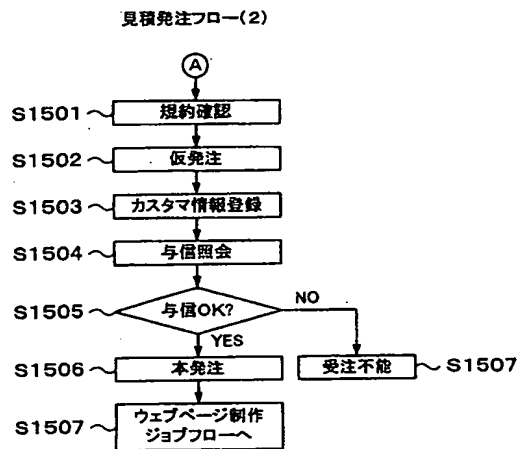 見積発注フロー(2)
A
S1501 規約確認
S1502 仮発注
S1503 カスタマ情報登録
S1504 与信照会
S1505 与信OK?
NO
YES
S1506 本発注
受注不能 S1507
S1507 ウェブページ制作
ジョブフローへ